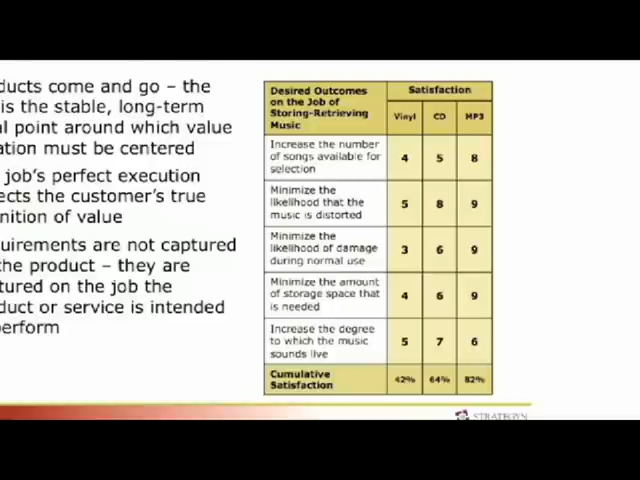 ducts come and go – the
is the stable, long-term
al point around which value
ation must be centered
job's perfect execution
ects the customer's true
nition of value
uirements are not captured
the product – they are
tured on the job the
duct or service is intended
perform
Desired Outcomes
on the Job of
Storing-Retrieving
Music
Satisfaction
Vinyl CD MP3
Increase the number
of songs available for
selection
4 5 8
Minimize the
likelihood that the
music is distorted
5 8 9
Minimize the
likelihood of damage
during normal use
3 6 9
Minimize the amount
of storage space that
is needed
4 6 9
Increase the degree
to which the music
sounds live
5 7 6
Cumulative
Satisfaction
42% 64% 82%
STRATEGYN